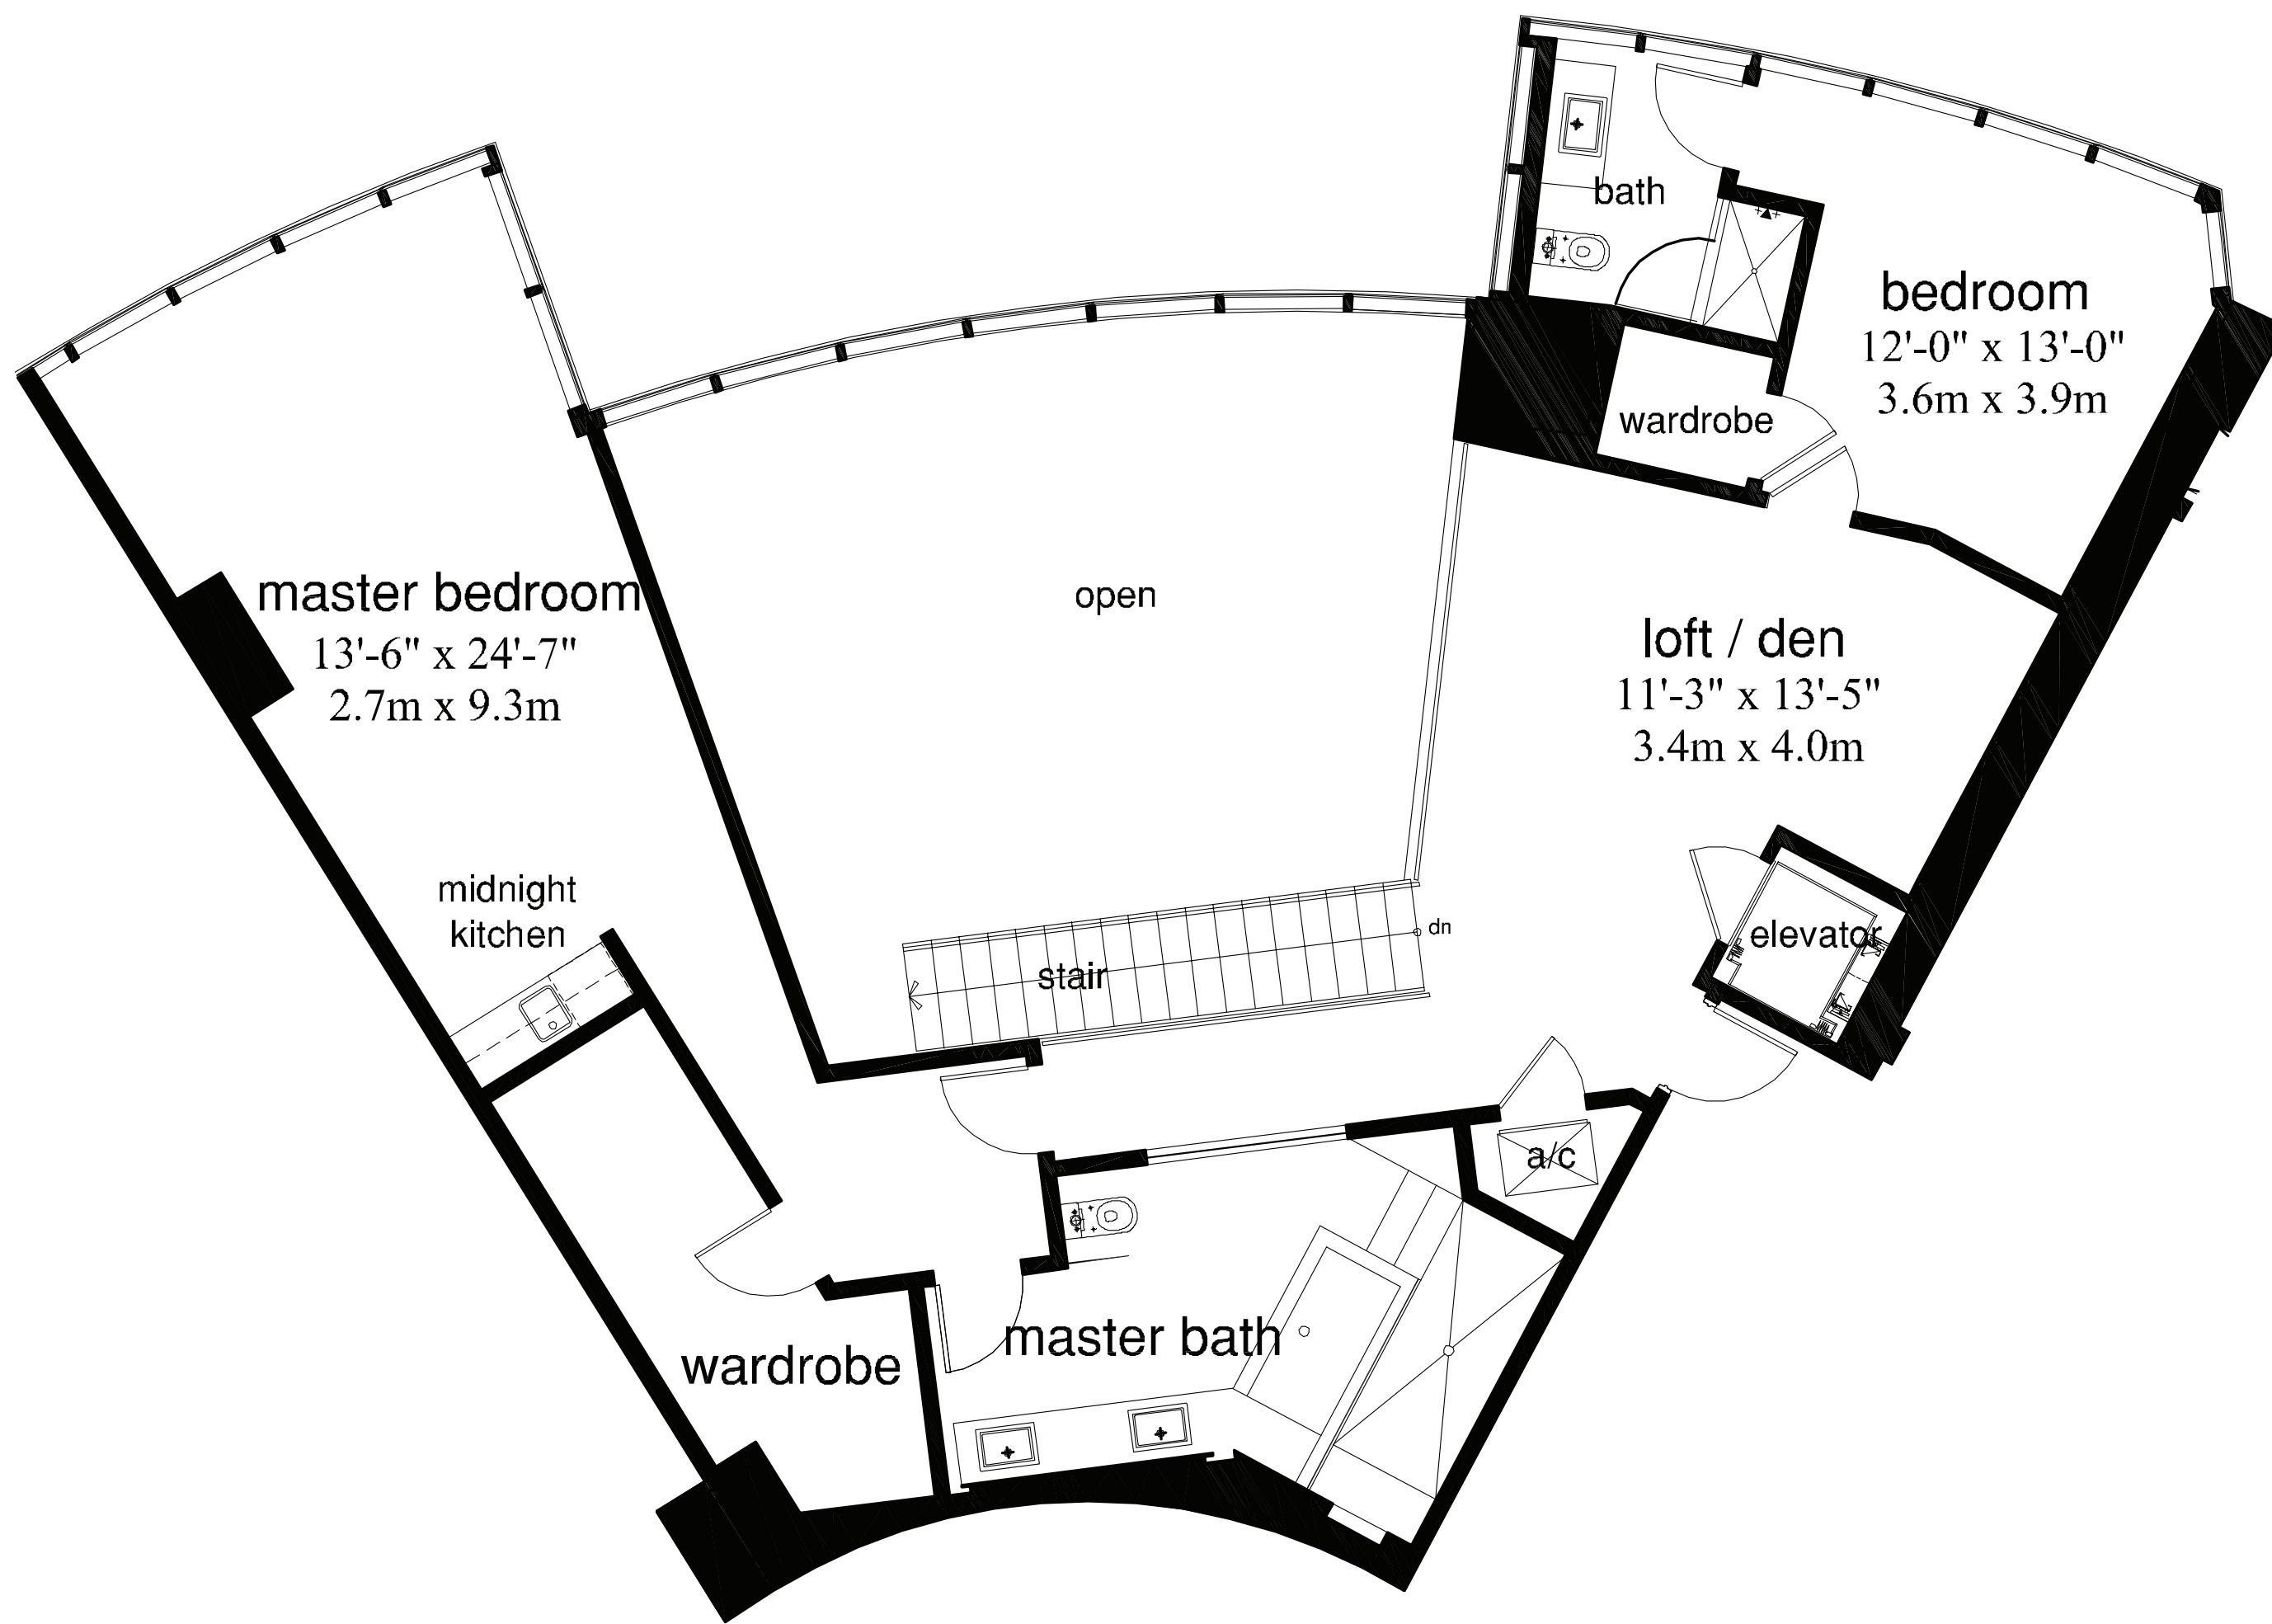 bath
bedroom
12'-0" x 13'-0"
3.6m x 3.9m
wardrobe
master bedroom
13'-6" x 24'-7"
2.7m x 9.3m
open
loft / den
11'-3" x 13'-5"
3.4m x 4.0m
midnight
kitchen
stair
dn
elevator
a/c
master bath
wardrobe